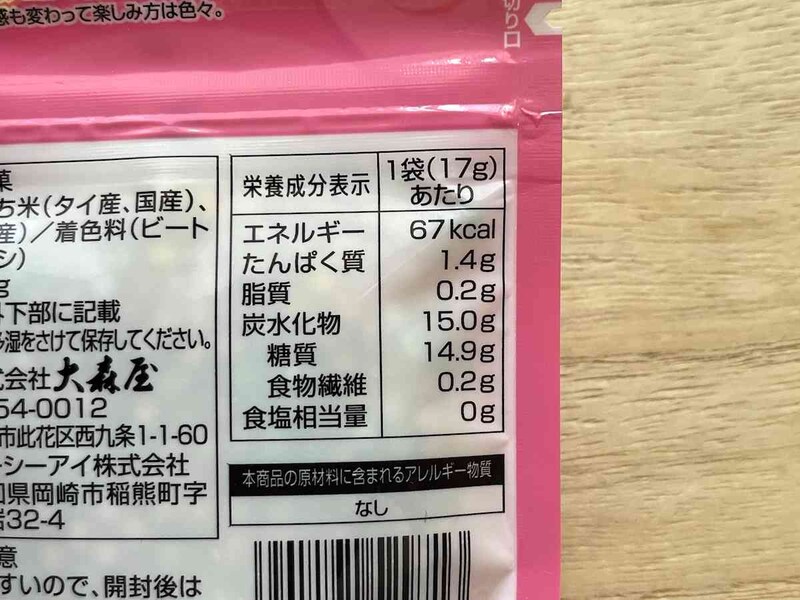 感も変わって楽しみ方は色々。
切り口
菓
ち米(タイ産、国産)、
産)/着色料(ビート
シ)
g
下部に記載
多湿をさけて保存してください。
式会社大森屋
54-0012
市此花区西九条1-1-60
ーシーアイ株式会社
知県岡崎市稲熊町字
岩32-4
意
すいので、開封後は
栄養成分表示 1袋(17g)
あたり
エネルギー 67kcal
たんぱく質 1.4g
脂質 0.2g
炭水化物 15.0g
糖質 14.9g
食物繊維 0.2g
食塩相当量 0g
本商品の原材料に含まれるアレルギー物質
なし